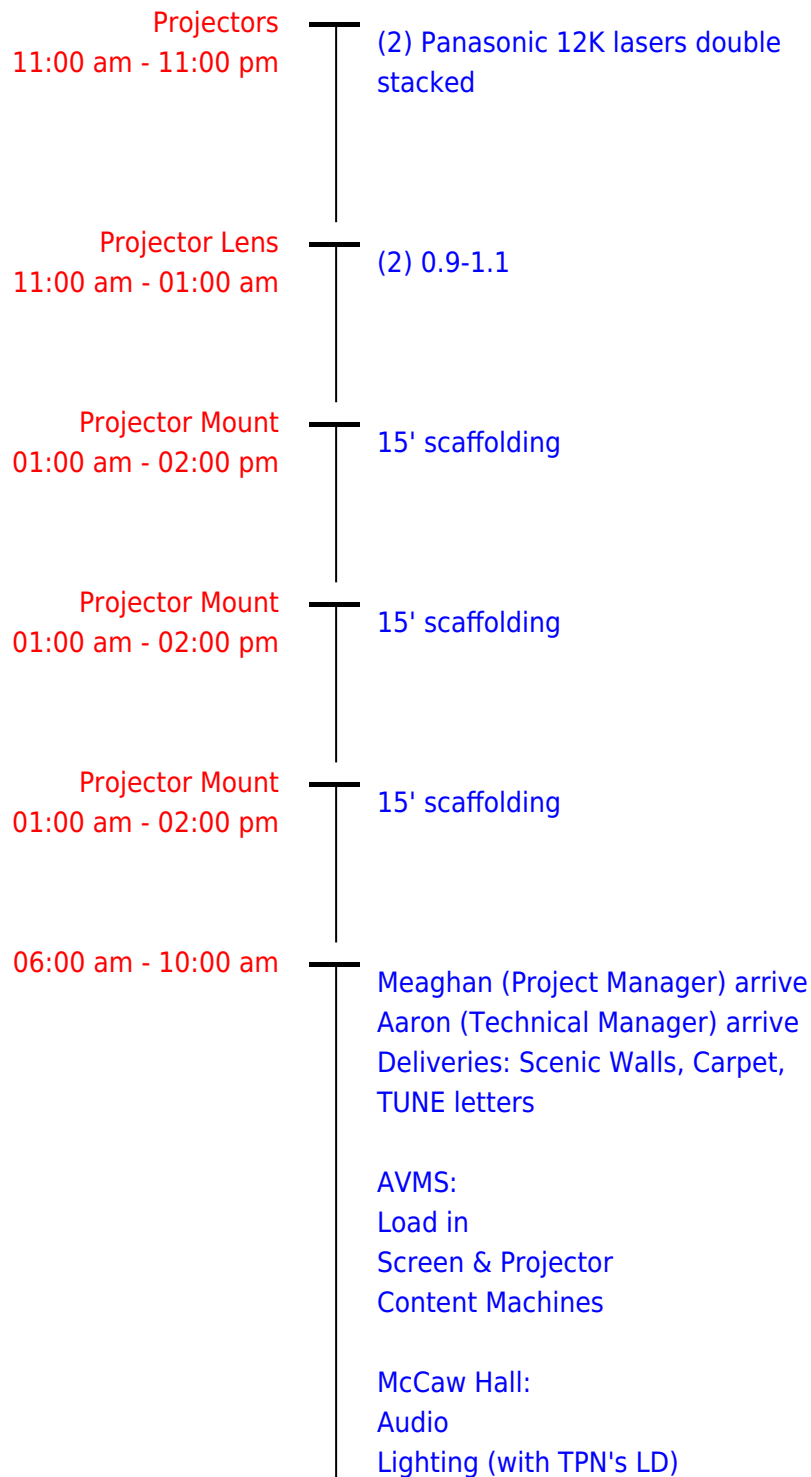 Projectors
11:00 am - 11:00 pm
(2) Panasonic 12K lasers double
stacked
Projector Lens
11:00 am - 01:00 am
(2) 0.9-1.1
Projector Mount
01:00 am - 02:00 pm
15' scaffolding
Projector Mount
01:00 am - 02:00 pm
15' scaffolding
Projector Mount
01:00 am - 02:00 pm
15' scaffolding
06:00 am - 10:00 am
Meaghan (Project Manager) arrive
Aaron (Technical Manager) arrive
Deliveries: Scenic Walls, Carpet,
TUNE letters
AVMS:
Load in
Screen & Projector
Content Machines
McCaw Hall:
Audio
Lighting (with TPN's LD)